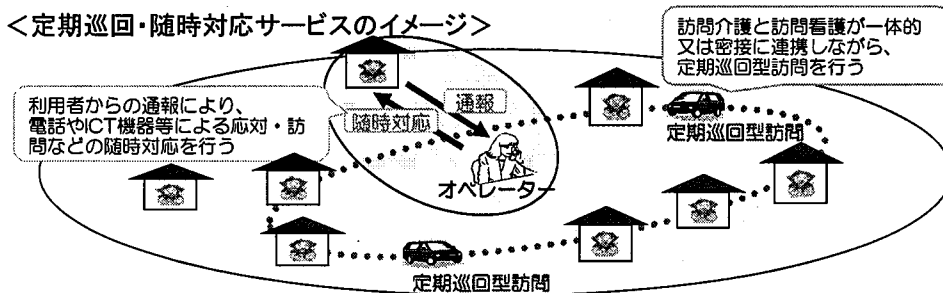 ＜定期巡回・随時対応サービスのイメージ＞
訪問介護と訪問看護が一体的
又は密接に連携しながら、
定期巡回型訪問を行う
利用者からの通報により、
電話やICT機器等による応対・訪
問などの随時対応を行う
通報
随時対応
定期巡回型訪問
オペレーター
定期巡回型訪問